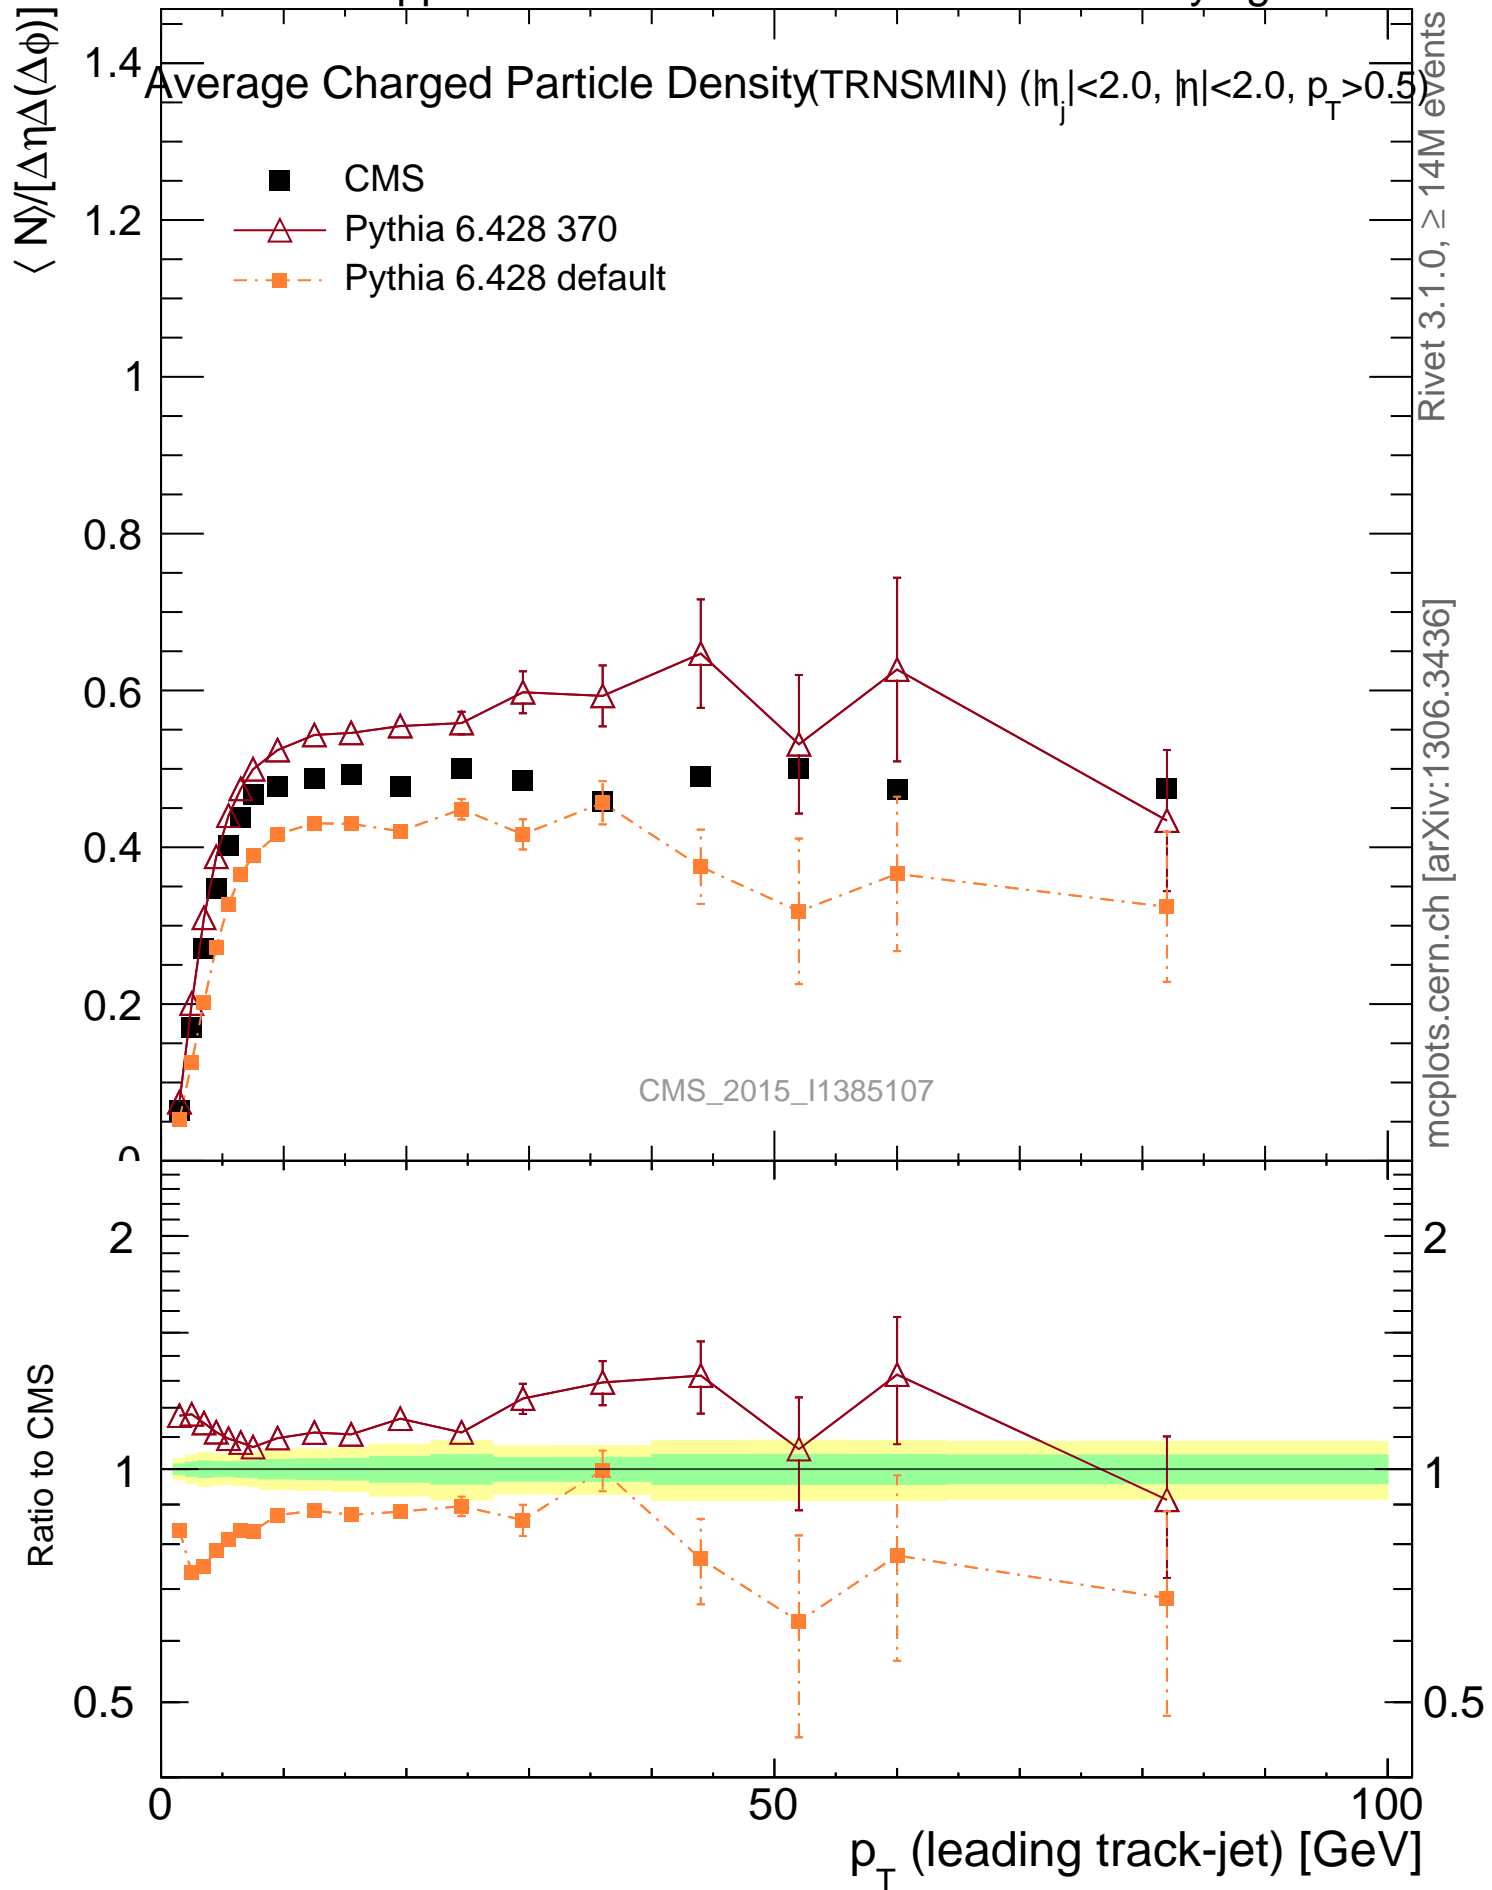 Average Charged Particle Density (TRNSMIN) (|η_j|<2.0, |η|<2.0, p_T>0.5)
⟨ N⟩/[ΔηΔ(Δϕ)]
CMS
Pythia 6.428 370
Pythia 6.428 default
1.4
1.2
1
0.8
0.6
0.4
0.2
0
CMS_2015_I1385107
Rivet 3.1.0, ≥ 14M events
mcplots.cern.ch [arXiv:1306.3436]
Ratio to CMS
2
1
0.5
2
1
0.5
0
50
100
p_T (leading track-jet) [GeV]